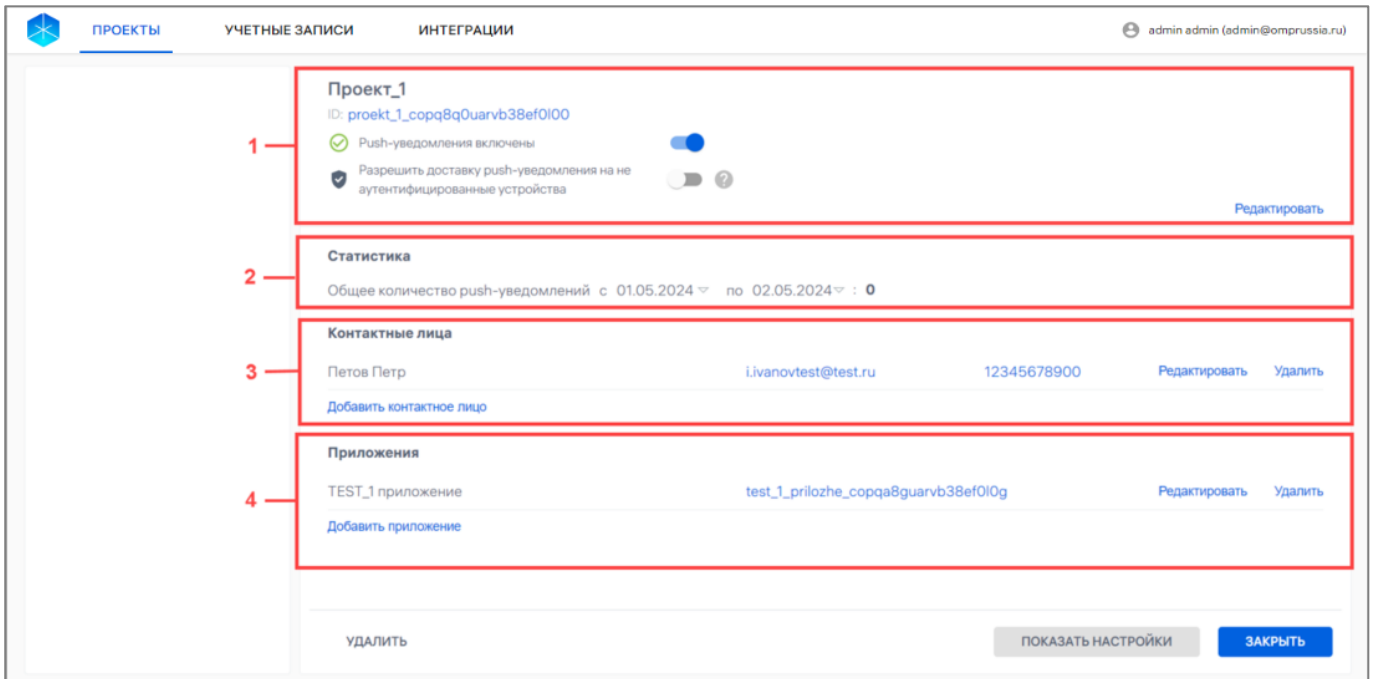 ПРОЕКТЫ УЧЕТНЫЕ ЗАПИСИ ИНТЕГРАЦИИ admin admin (admin@omprussia.ru)
Проект_1
ID: proekt_1_copq8q0uarvb38ef0l00
1 Push-уведомления включены
Разрешить доставку push-уведомления на не
аутентифицированные устройства
Редактировать
Статистика
2
Общее количество push-уведомлений с 01.05.2024 по 02.05.2024 : 0
Контактные лица
3 Петов Петр i.ivanovtest@test.ru 12345678900 Редактировать Удалить
Добавить контактное лицо
Приложения
4 TEST_1 приложение test_1_prilozhe_copqa8guarvb38ef0l0g Редактировать Удалить
Добавить приложение
УДАЛИТЬ ПОКАЗАТЬ НАСТРОЙКИ ЗАКРЫТЬ